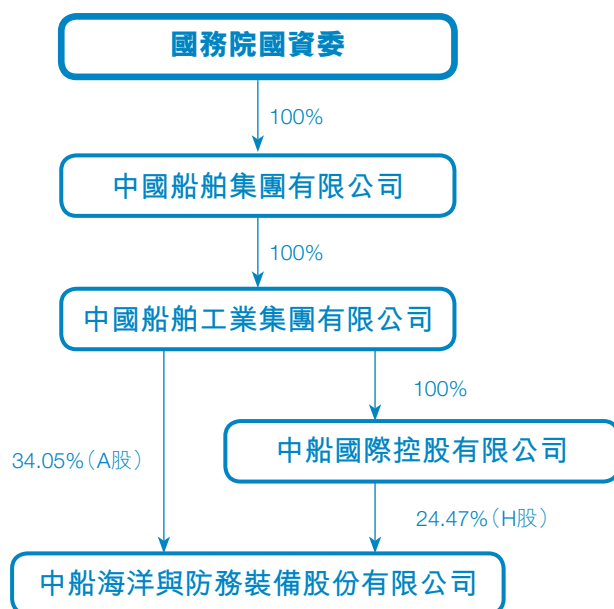 國務院國資委
100%
中國船舶集團有限公司
100%
中國船舶工業集團有限公司
100%
中船國際控股有限公司
34.05%（A股）
24.47%（H股）
中船海洋與防務裝備股份有限公司